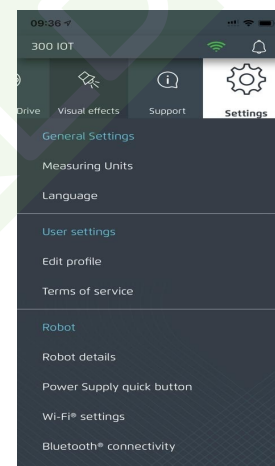 09:36
300 IOT
Drive Visual effects Support Settings
General Settings
Measuring Units
Language
User settings
Edit profile
Terms of service
Robot
Robot details
Power Supply quick button
Wi-Fi® settings
Bluetooth® connectivity